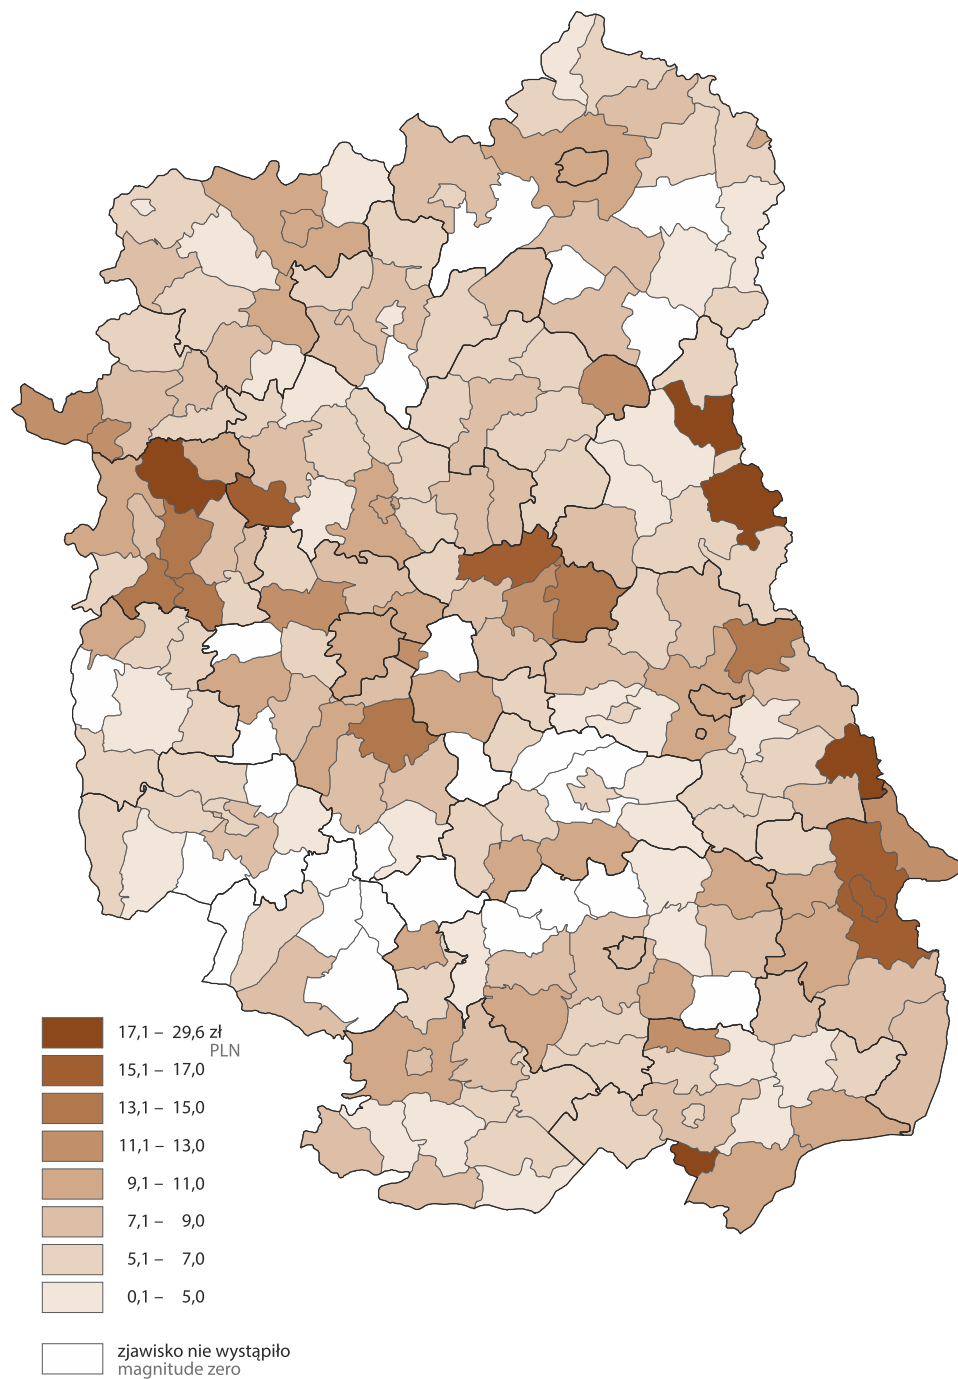 17,1 – 29,6 zł
PLN
15,1 – 17,0
13,1 – 15,0
11,1 – 13,0
9,1 – 11,0
7,1 – 9,0
5,1 – 7,0
0,1 – 5,0
zjawisko nie wystąpiło
magnitude zero